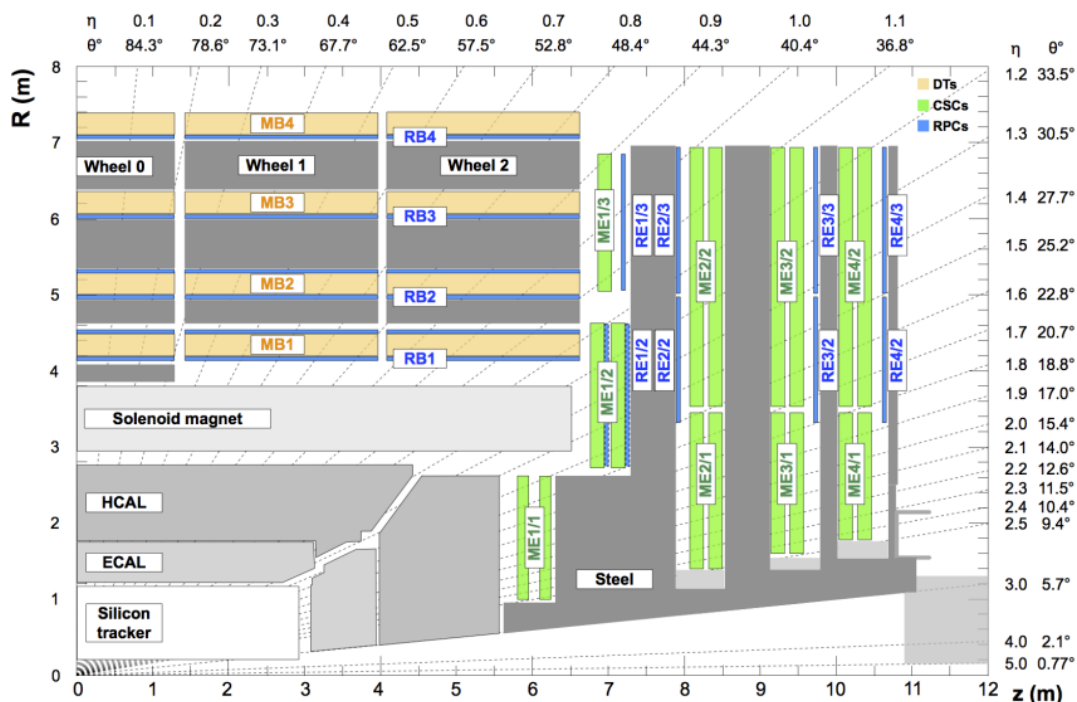 η 0.1 0.2 0.3 0.4 0.5 0.6 0.7 0.8 0.9 1.0 1.1
θ° 84.3° 78.6° 73.1° 67.7° 62.5° 57.5° 52.8° 48.4° 44.3° 40.4° 36.8° η θ°
R (m)
8 7 6 5 4 3 2 1 0
1.2 33.5°
1.3 30.5°
1.4 27.7°
1.5 25.2°
1.6 22.8°
1.7 20.7°
1.8 18.8°
1.9 17.0°
2.0 15.4°
2.1 14.0°
2.2 12.6°
2.3 11.5°
2.4 10.4°
2.5 9.4°
3.0 5.7°
4.0 2.1°
5.0 0.77°
DTs
CSCs
RPCs
MB4
RB4
Wheel 0 Wheel 1 Wheel 2
MB3
RB3
MB2
RB2
MB1
RB1
Solenoid magnet
HCAL
ECAL
Silicon
tracker
Steel
ME1/3
RE1/3
RE2/3
ME2/2
ME3/2
RE3/3
ME4/2
RE4/3
ME1/2
RE1/2
RE2/2
RE3/2
RE4/2
ME1/1
ME2/1
ME3/1
ME4/1
0 1 2 3 4 5 6 7 8 9 10 11 12
z (m)